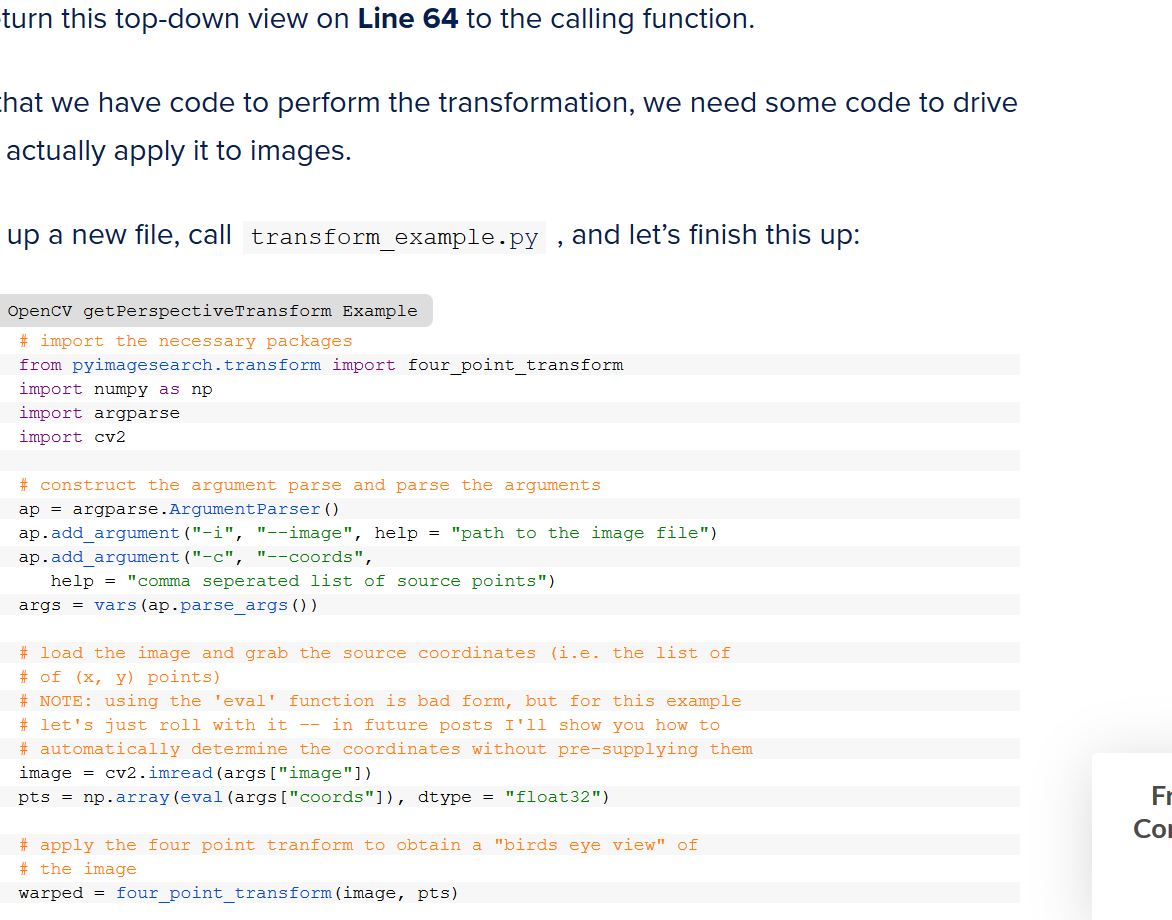 turn this top-down view on Line 64 to the calling function.
that we have code to perform the transformation, we need some code to drive
actually apply it to images.
up a new file, call transform_example.py , and let’s finish this up:
OpenCV getPerspectiveTransform Example
# import the necessary packages
from pyimagesearch.transform import four_point_transform
import numpy as np
import argparse
import cv2
# construct the argument parse and parse the arguments
ap = argparse.ArgumentParser()
ap.add_argument("-i", "--image", help = "path to the image file")
ap.add_argument("-c", "--coords",
help = "comma seperated list of source points")
args = vars(ap.parse_args())
# load the image and grab the source coordinates (i.e. the list of
# of (x, y) points)
# NOTE: using the 'eval' function is bad form, but for this example
# let's just roll with it -- in future posts I'll show you how to
# automatically determine the coordinates without pre-supplying them
image = cv2.imread(args["image"])
pts = np.array(eval(args["coords"]), dtype = "float32")
# apply the four point tranform to obtain a "birds eye view" of
# the image
warped = four_point_transform(image, pts)